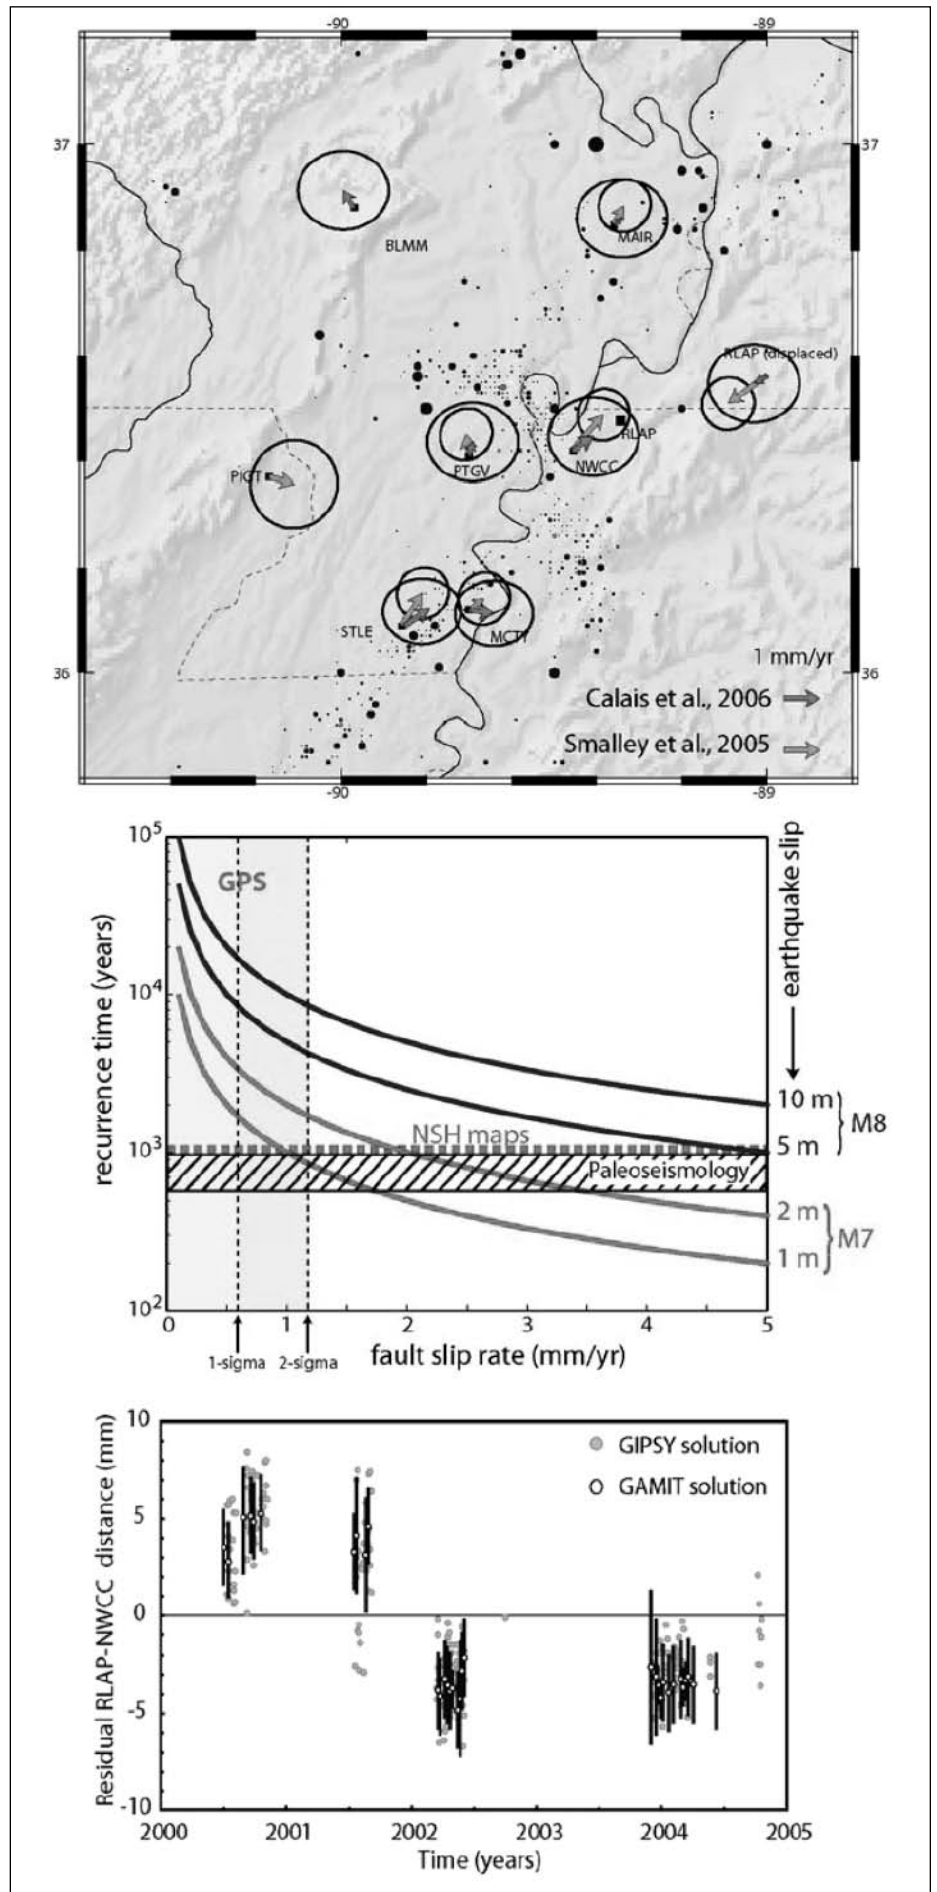 -90 -89
37 37
BLMM
MAIR
RLAP (displaced)
RLAP
NWCC
PTGV
PIGT
STLE
MCTY
1 mm/yr
36 36
Calais et al., 2006
Smalley et al., 2005
-90 -89
10⁵
GPS
earthquake slip
recurrence time (years)
10⁴
10 m
M8
5 m
NSH maps
10³
Paleoseismology
2 m
M7
1 m
10²
0 1 2 3 4 5
1-sigma 2-sigma
fault slip rate (mm/yr)
10
GIPSY solution
GAMIT solution
5
Residual RLAP-NWCC distance (mm)
0
-5
-10
2000 2001 2002 2003 2004 2005
Time (years)